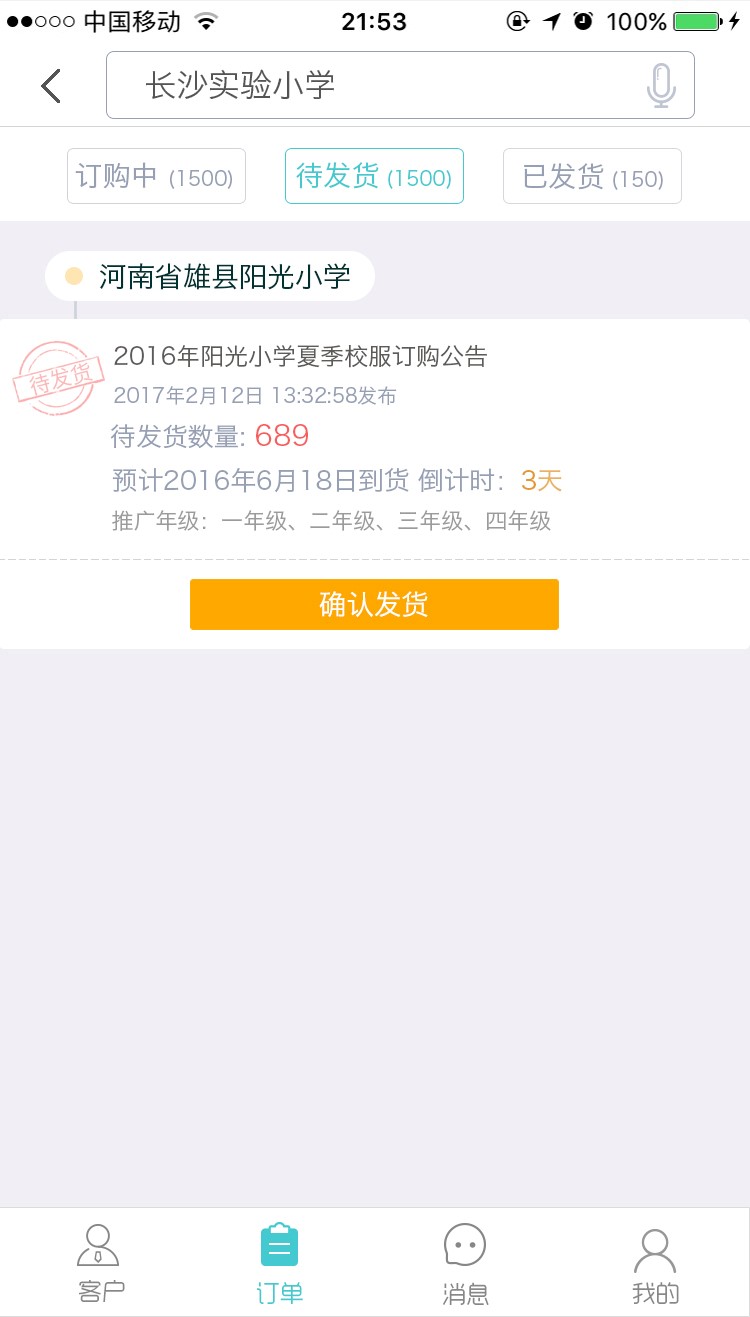 中国移动 21:53 100%
长沙实验小学
订购中 (1500) 待发货 (1500) 已发货 (150)
河南省雄县阳光小学
待发货
2016年阳光小学夏季校服订购公告
2017年2月12日 13:32:58发布
待发货数量: 689
预计2016年6月18日到货 倒计时：3天
推广年级：一年级、二年级、三年级、四年级
确认发货
客户 订单 消息 我的